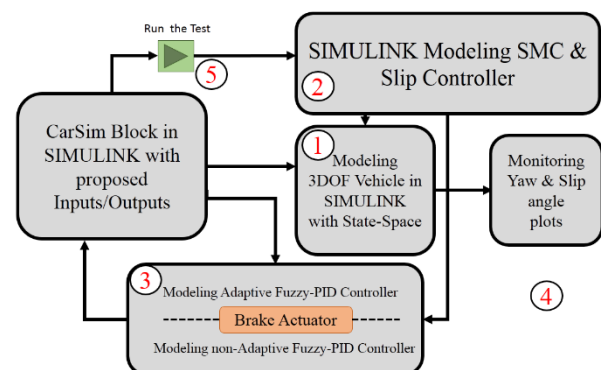 Run the Test
5
SIMULINK Modeling SMC &
Slip Controller
2
CarSim Block in
SIMULINK with
proposed
Inputs/Outputs
1
Modeling
3DOF Vehicle in
SIMULINK
with State-Space
Monitoring
Yaw & Slip
angle
plots
3
Modeling Adaptive Fuzzy-PID Controller
Brake Actuator
Modeling non-Adaptive Fuzzy-PID Controller
4